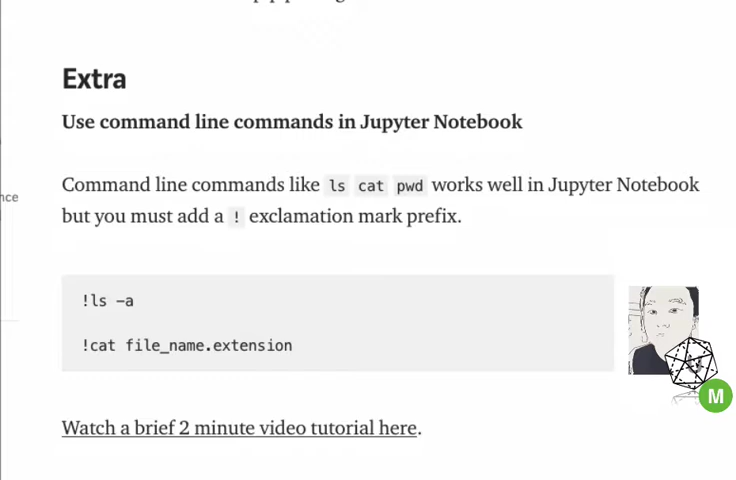 Extra
Use command line commands in Jupyter Notebook
nce
Command line commands like ls cat pwd works well in Jupyter Notebook
but you must add a ! exclamation mark prefix.
!ls -a
!cat file_name.extension
M
Watch a brief 2 minute video tutorial here.